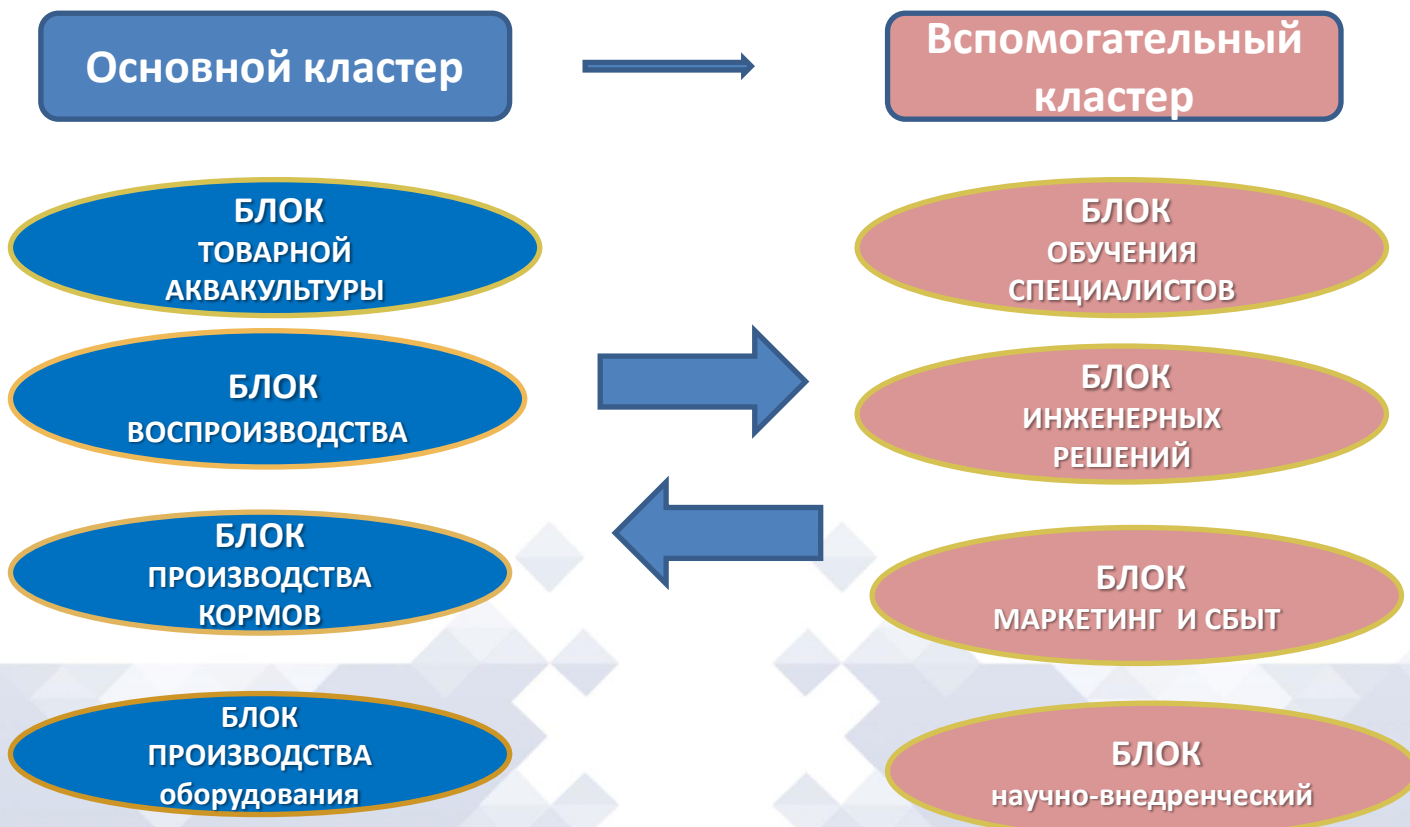 Основной кластер
Вспомогательный
кластер
БЛОК
ТОВАРНОЙ
АКВАКУЛЬТУРЫ
БЛОК
ВОСПРОИЗВОДСТВА
БЛОК
ПРОИЗВОДСТВА
КОРМОВ
БЛОК
ПРОИЗВОДСТВА
оборудования
БЛОК
ОБУЧЕНИЯ
СПЕЦИАЛИСТОВ
БЛОК
ИНЖЕНЕРНЫХ
РЕШЕНИЙ
БЛОК
МАРКЕТИНГ И СБЫТ
БЛОК
научно-внедренческий